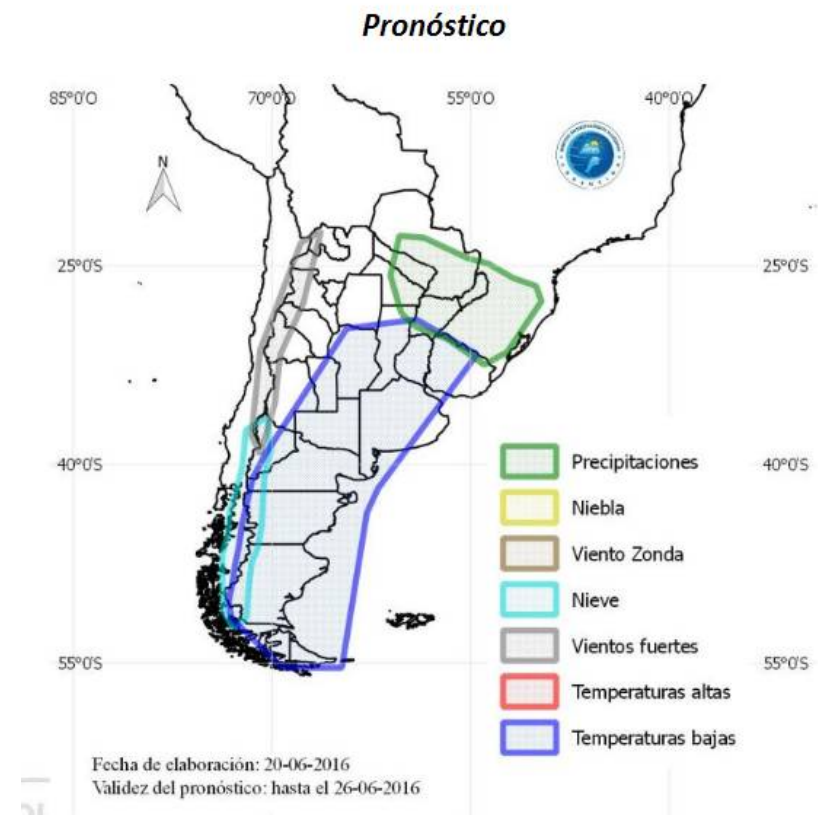 Pronóstico
85°0'O 70°0'O 55°0'O 40°0'O
N
25°0'S 25°0'S
40°0'S 40°0'S
Precipitaciones
Niebla
Viento Zonda
Nieve
Vientos fuertes
55°0'S 55°0'S
Temperaturas altas
Temperaturas bajas
Fecha de elaboración: 20-06-2016
Validez del pronóstico: hasta el 26-06-2016